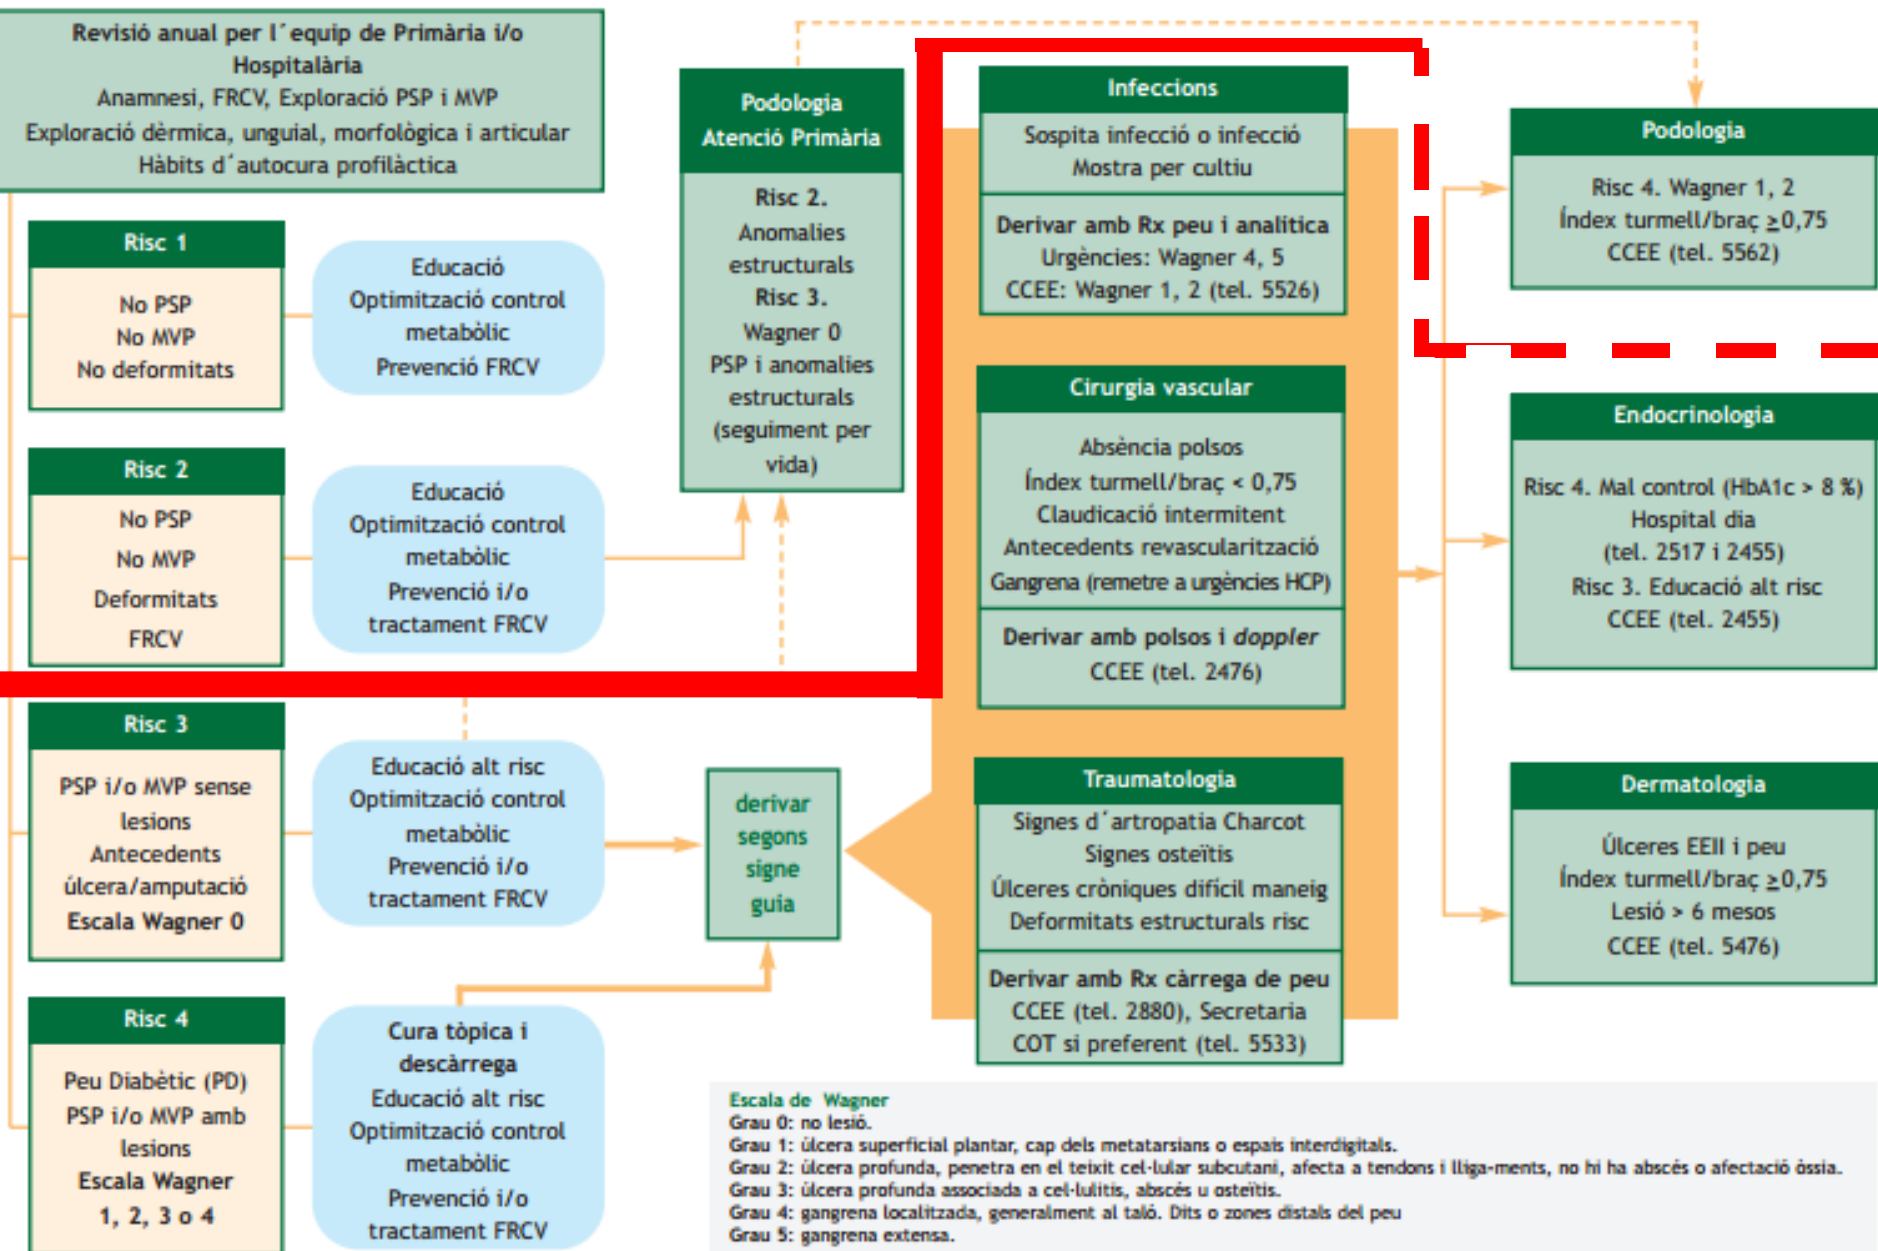 Revisió anual per l´equip de Primària i/o
Hospitalària
Anamnesi, FRCV, Exploració PSP i MVP
Exploració dèrmica, unguial, morfològica i articular
Hàbits d´autocura profilàctica
Risc 1
No PSP
No MVP
No deformitats
Educació
Optimització control
metabòlic
Prevenció FRCV
Risc 2
No PSP
No MVP
Deformitats
FRCV
Educació
Optimització control
metabòlic
Prevenció i/o
tractament FRCV
Risc 3
PSP i/o MVP sense
lesions
Antecedents
úlcera/amputació
Escala Wagner 0
Educació alt risc
Optimització control
metabòlic
Prevenció i/o
tractament FRCV
Risc 4
Peu Diabètic (PD)
PSP i/o MVP amb
lesions
Escala Wagner
1, 2, 3 o 4
Cura tòpica i
descàrrega
Educació alt risc
Optimització control
metabòlic
Prevenció i/o
tractament FRCV
Podologia
Atenció Primària
Risc 2.
Anomalies
estructurals
Risc 3.
Wagner 0
PSP i anomalies
estructurals
(seguiment per
vida)
derivar
segons
signe
guia
Infeccions
Sospita infecció o infecció
Mostra per cultiu
Derivar amb Rx peu i analitica
Urgències: Wagner 4, 5
CCEE: Wagner 1, 2 (tel. 5526)
Cirurgia vascular
Absència polsos
Índex turmell/braç < 0,75
Claudicació intermitent
Antecedents revascularització
Gangrena (remetre a urgències HCP)
Derivar amb polsos i doppler
CCEE (tel. 2476)
Traumatologia
Signes d´artropatia Charcot
Signes osteïtis
Úlceres cròniques difícil maneig
Deformitats estructurals risc
Derivar amb Rx càrrega de peu
CCEE (tel. 2880), Secretaria
COT si preferent (tel. 5533)
Podologia
Risc 4. Wagner 1, 2
Índex turmell/braç ≥0,75
CCEE (tel. 5562)
Endocrinologia
Risc 4. Mal control (HbA1c > 8 %)
Hospital dia
(tel. 2517 i 2455)
Risc 3. Educació alt risc
CCEE (tel. 2455)
Dermatologia
Úlceres EEII i peu
Índex turmell/braç ≥0,75
Lesió > 6 mesos
CCEE (tel. 5476)
Escala de Wagner
Grau 0: no lesió.
Grau 1: úlcera superficial plantar, cap dels metatarsians o espais interdigitals.
Grau 2: úlcera profunda, penetra en el teixit cel·lular subcutani, afecta a tendons i lliga-ments, no hi ha abscés o afectació òssia.
Grau 3: úlcera profunda associada a cel·lulitis, abscés u osteïtis.
Grau 4: gangrena localitzada, generalment al taló. Dits o zones distals del peu
Grau 5: gangrena extensa.